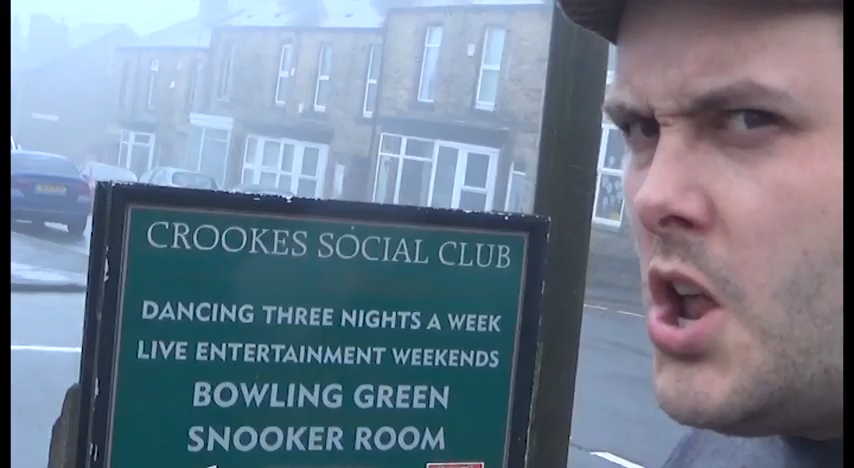 CROOKES SOCIAL CLUB
DANCING THREE NIGHTS A WEEK
LIVE ENTERTAINMENT WEEKENDS
BOWLING GREEN
SNOOKER ROOM